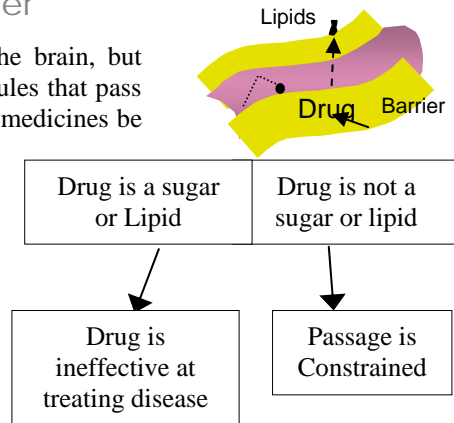 er
Lipids
he brain, but
ules that pass
medicines be
Drug
Barrier
Drug is a sugar
or Lipid
Drug is not a
sugar or lipid
Drug is
ineffective at
treating disease
Passage is
Constrained